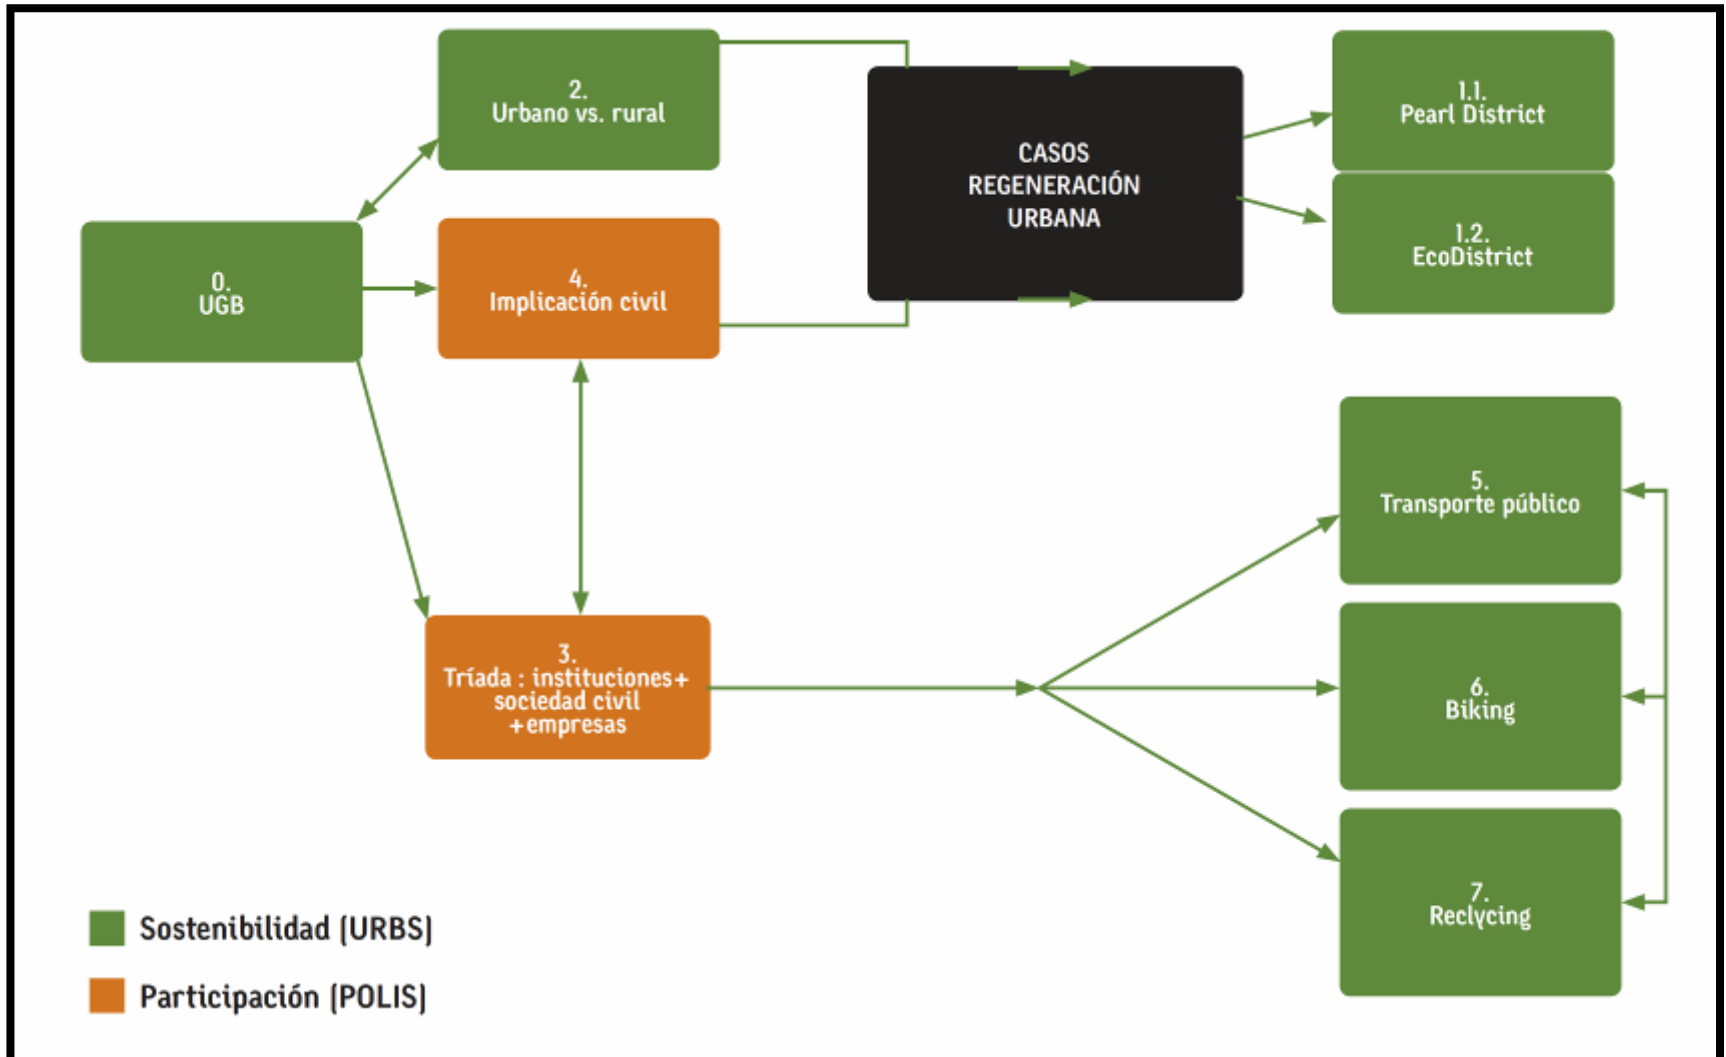 2.
Urbano vs. rural
CASOS
REGENERACIÓN
URBANA
1.1.
Pearl District
1.2.
EcoDistrict
0.
UGB
4.
Implicación civil
3.
Tríada : instituciones+
sociedad civil
+empresas
5.
Transporte público
6.
Biking
7.
Reclycing
Sostenibilidad (URBS)
Participación (POLIS)